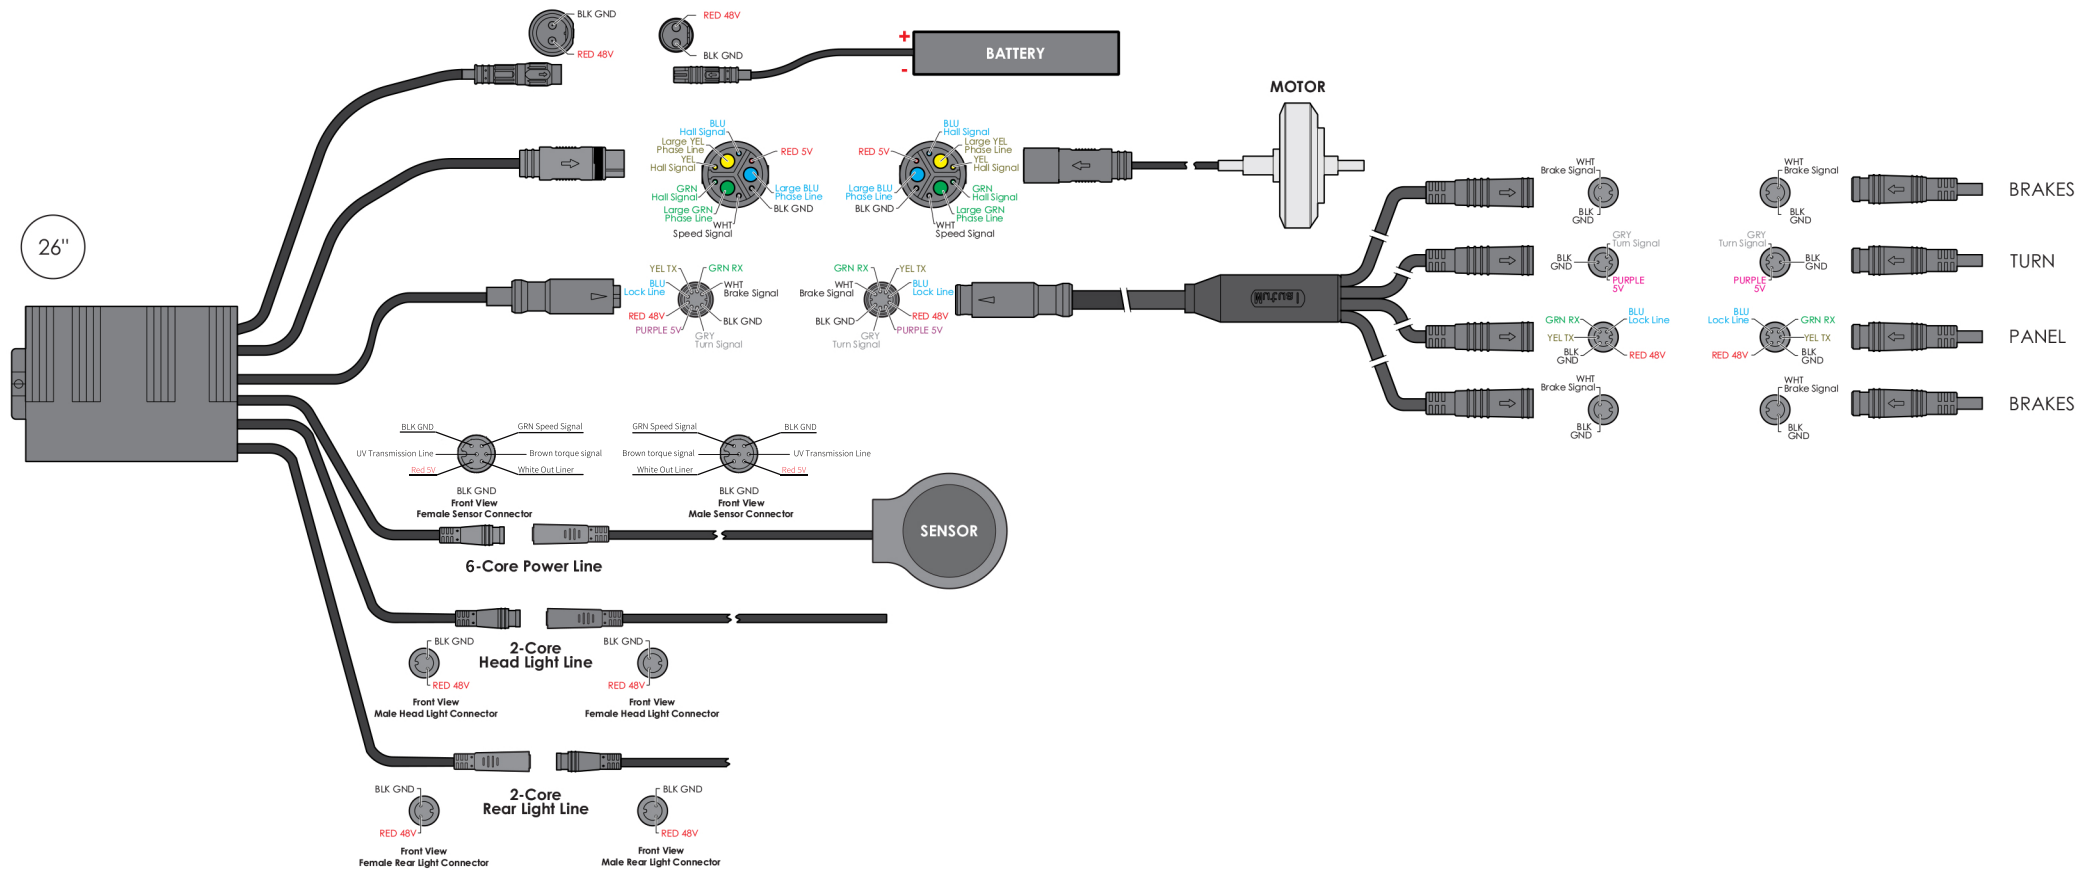 BLK GND
RED 48V
RED 48V
BLK GND
+
-
BATTERY
MOTOR
BLU
Hall Signal
Large YEL
Phase Line
YEL
Hall Signal
RED 5V
GRN
Hall Signal
Large BLU
Phase Line
BLK GND
Large GRN
Phase Line
WHT
Speed Signal
BLU
Hall Signal
Large YEL
Phase Line
RED 5V
YEL
Hall Signal
Large BLU
Phase Line
GRN
Hall Signal
BLK GND
Large GRN
Phase Line
WHT
Speed Signal
26"
YEL TX
GRN RX
BLU
Lock Line
WHT
Brake Signal
RED 48V
BLK GND
PURPLE 5V
GRY
Turn Signal
GRN RX
YEL TX
WHT
Brake Signal
BLU
Lock Line
BLK GND
RED 48V
PURPLE 5V
GRY
Turn Signal
WHT
Brake Signal
BLK
GND
WHT
Brake Signal
BLK
GND
BRAKES
GRY
Turn Signal
BLK
GND
PURPLE
5V
GRY
Turn Signal
BLK
GND
PURPLE
5V
TURN
BLU
Lock Line
GRN RX
YEL TX
BLK
GND
RED 48V
BLU
Lock Line
GRN RX
YEL TX
RED 48V
BLK
GND
PANEL
WHT
Brake Signal
BLK
GND
WHT
Brake Signal
BLK
GND
BRAKES
BLK GND
GRN Speed Signal
UV Transmission Line
Brown torque signal
Red 5V
White Out Liner
BLK GND
Front View
Female Sensor Connector
GRN Speed Signal
BLK GND
Brown torque signal
UV Transmission Line
White Out Liner
Red 5V
BLK GND
Front View
Male Sensor Connector
SENSOR
6-Core Power Line
BLK GND
RED 48V
Front View
Male Head Light Connector
2-Core
Head Light Line
BLK GND
RED 48V
Front View
Female Head Light Connector
BLK GND
RED 48V
Front View
Female Rear Light Connector
2-Core
Rear Light Line
BLK GND
RED 48V
Front View
Male Rear Light Connector